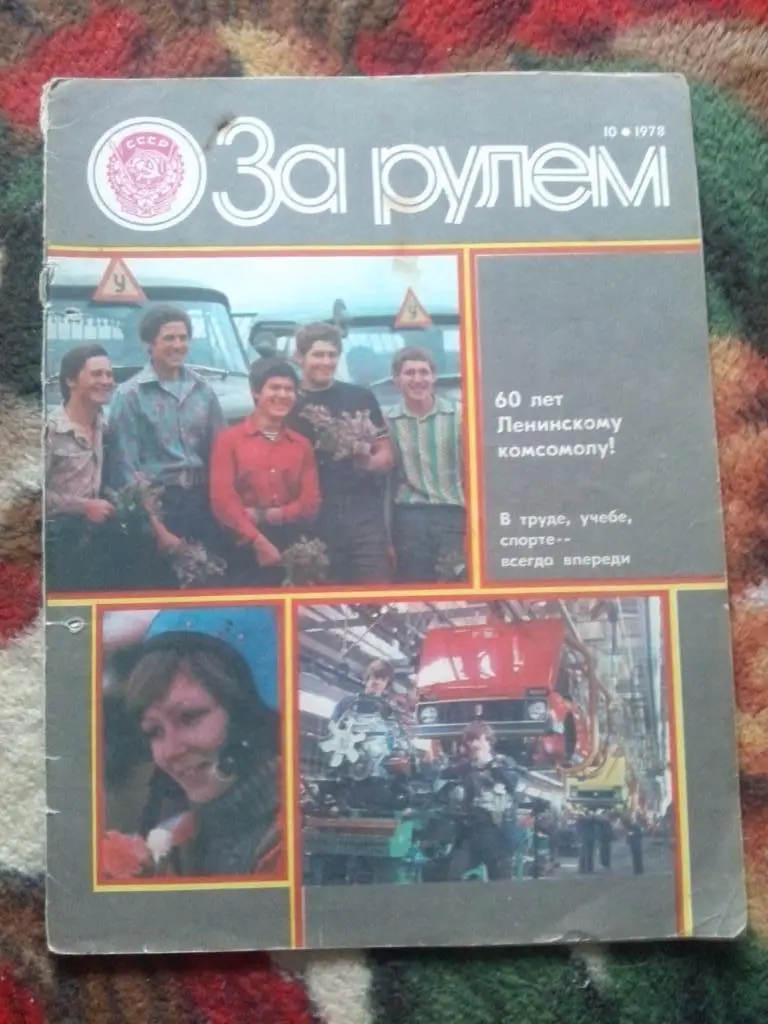 СССР
За рулем
10 • 1978
У
У
60 лет
Ленинскому
комсомолу!
В труде, учебе,
спорте--
всегда впереди